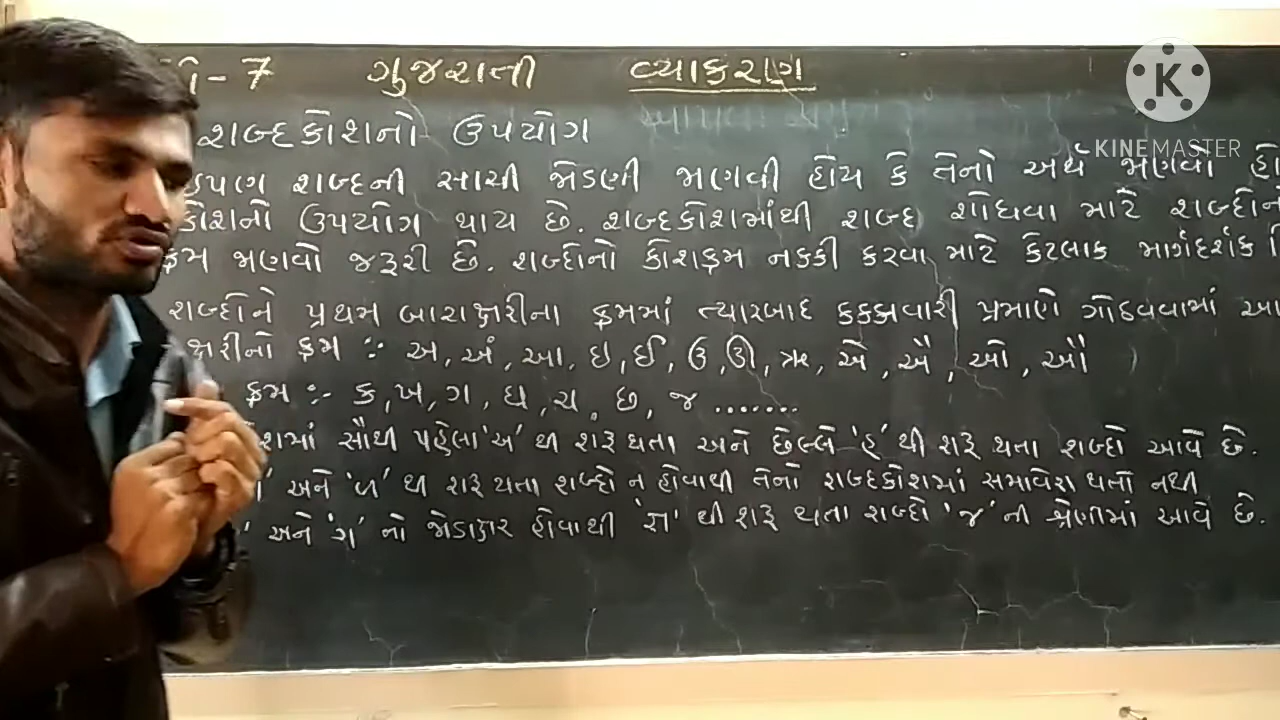 - 7 ગુજરાતી વ્યાકરણ
K
KINEMASTER
શબ્દકોશનો ઉપયોગ
શબ્દની સાચી જોડણી જાણવી હોય કે તેનો અર્થ જાણવો
કોશનો ઉપયોગ થાય છે. શબ્દકોશમાંથી શબ્દ શોધવા માટે
જાણવો જરૂરી છે. શબ્દોનો કોશક્રમ નક્કી કરવા માટે કેટલાક માર્ગદર્શક
શબ્દોને પ્રથમ બારાક્ષરીના ક્રમમાં ત્યારબાદ કક્કાવારી પ્રમાણે ગોઠવવામાં
ક્ષરીનો ક્રમ :- અ, અં, આ, ઇ, ઈ, ઉ, ઊ, ઋ, એ, ઐ, ઓ, ઔ
ક્રમ :- ક, ખ, ગ, ઘ, ચ, છ, જ .......
શમાં સૌથી પહેલા 'અ' થી શરૂ થતા અને છેલ્લે 'હ' થી શરૂ થતા શબ્દો આવે છે.
અને 'ળ' થી શરૂ થતા શબ્દો ન હોવાથી તેનો શબ્દકોશમાં સમાવેશ થતો નથી
' અને 'ગ' નો જોડાક્ષર હોવાથી 'જ્ઞ' થી શરૂ થતા શબ્દો 'જ' ની શ્રેણીમાં આવે છે.